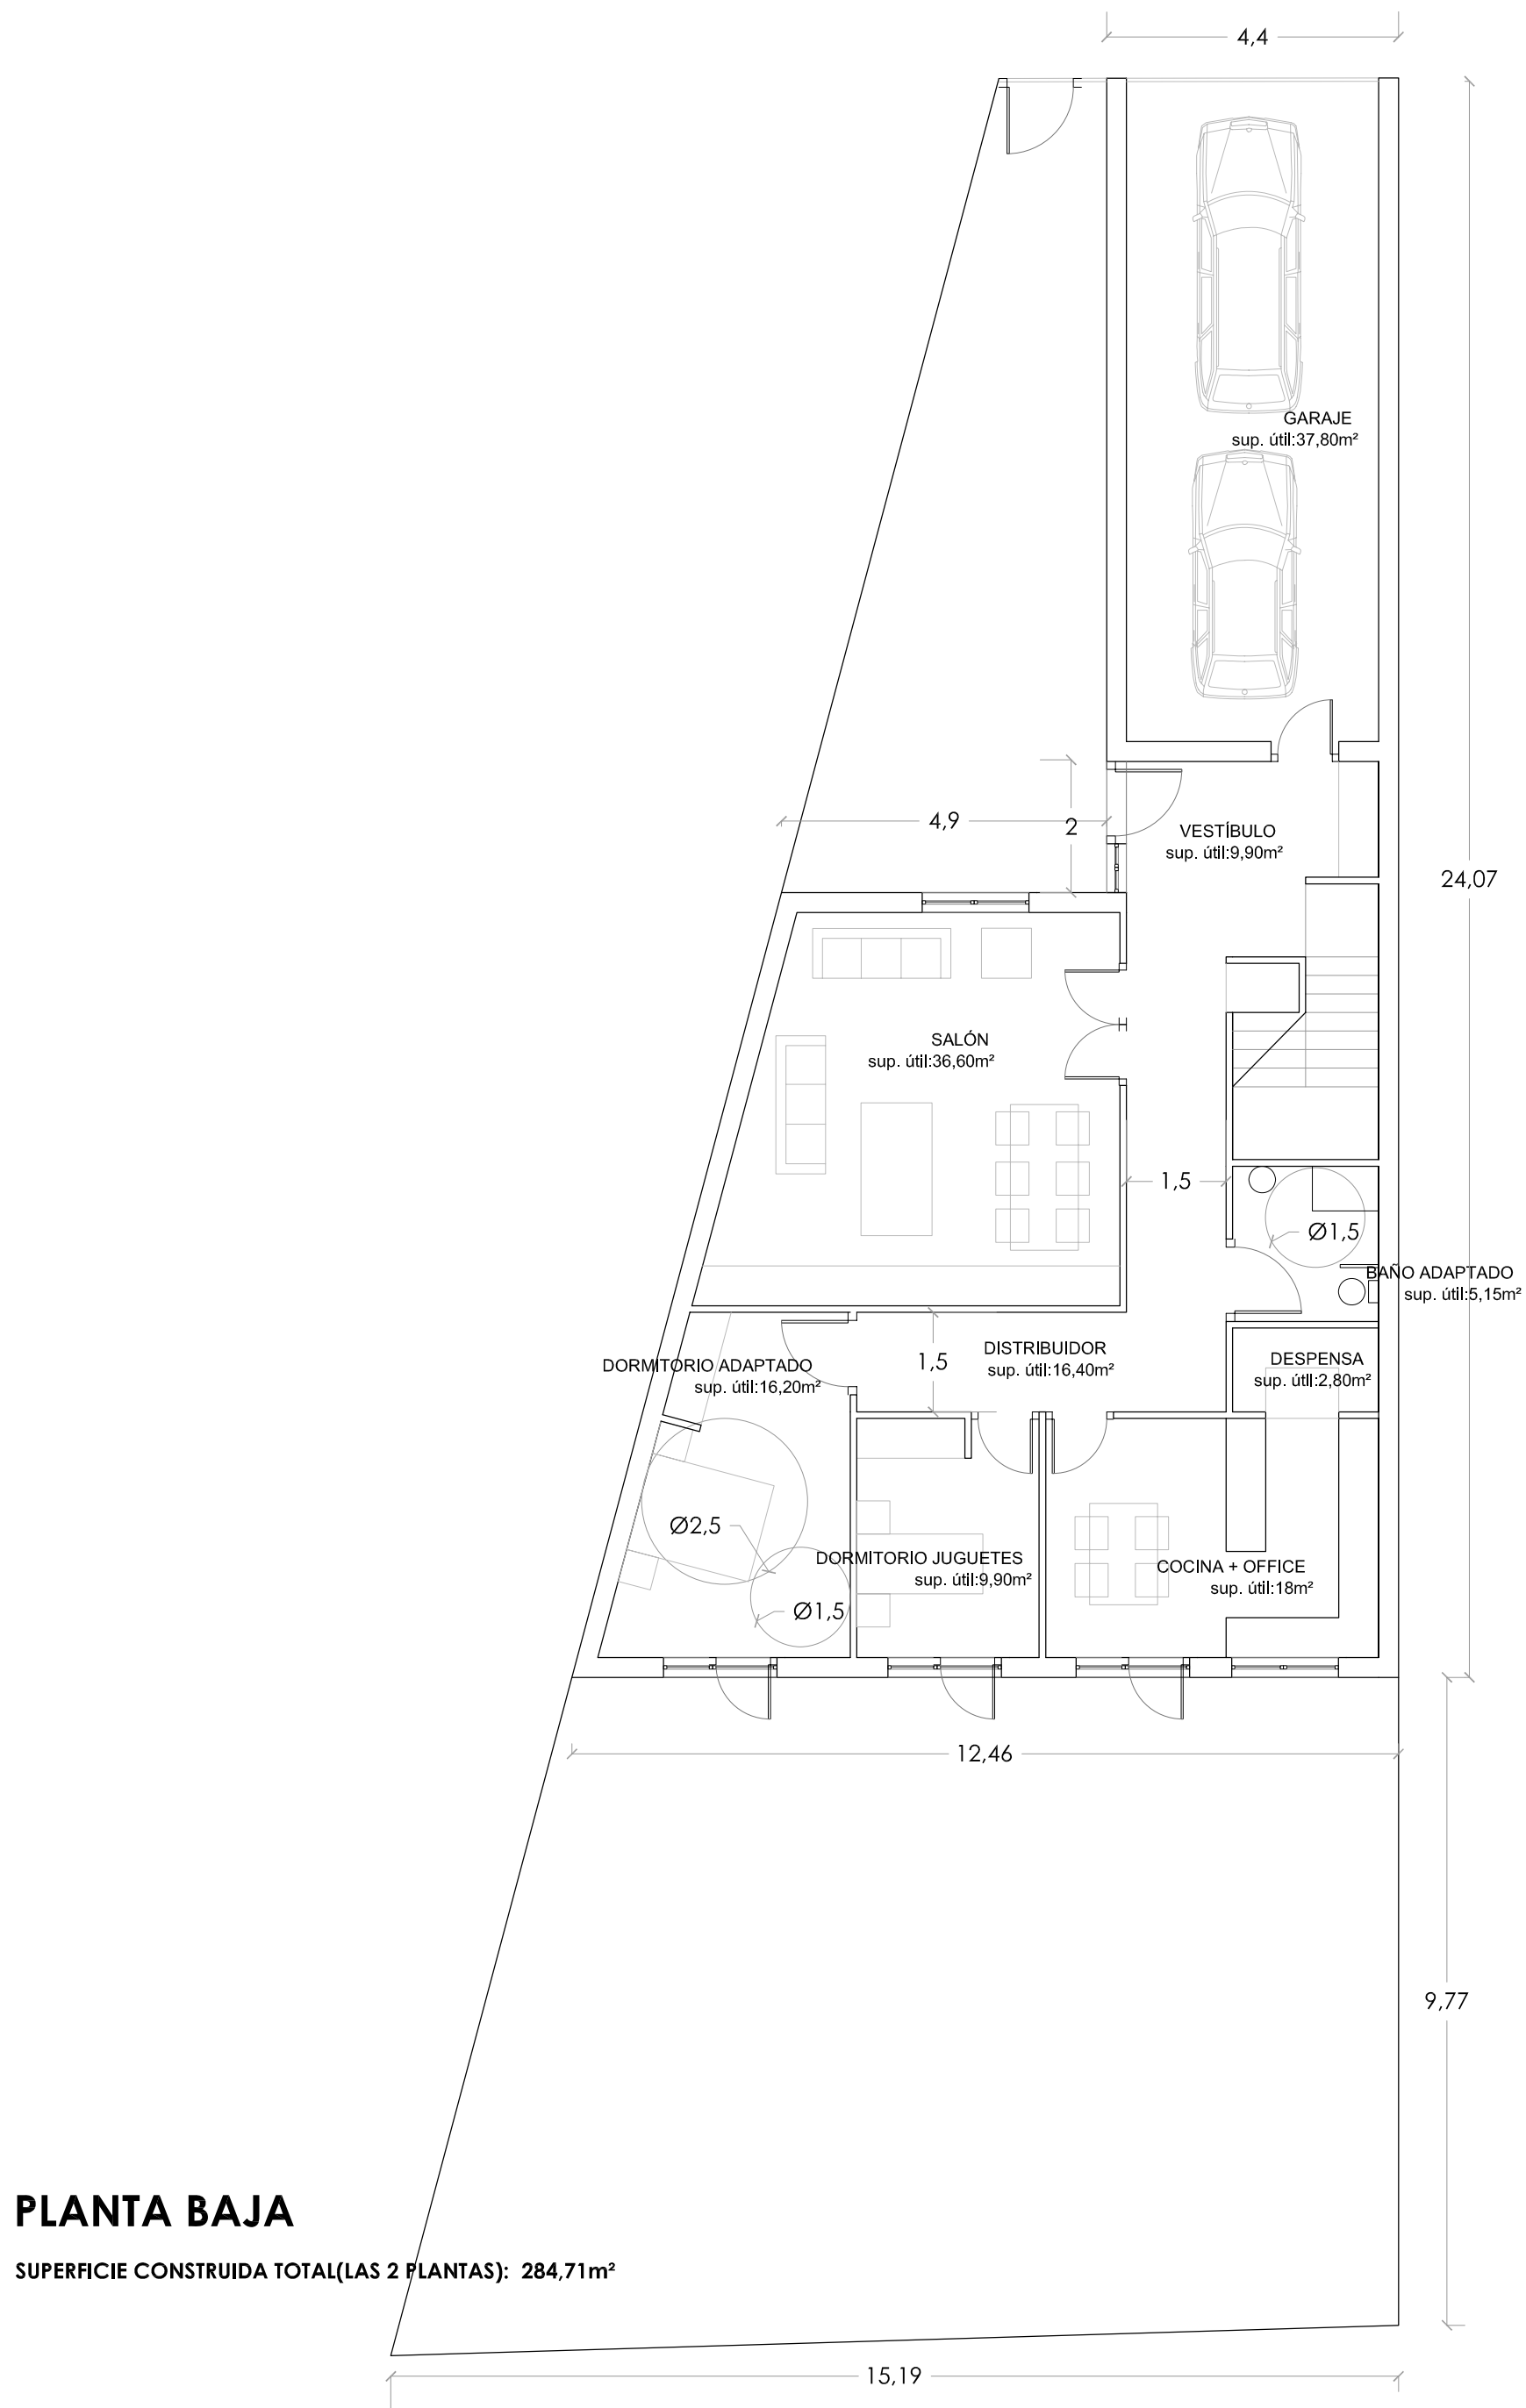 4,4
GARAJE
sup. útil:37,80m²
4,9
2
VESTÍBULO
sup. útil:9,90m²
24,07
SALÓN
sup. útil:36,60m²
1,5
Ø1,5
BAÑO ADAPTADO
sup. útil:5,15m²
DORMITORIO ADAPTADO
sup. útil:16,20m²
1,5
DISTRIBUIDOR
sup. útil:16,40m²
DESPENSA
sup. útil:2,80m²
Ø2,5
DORMITORIO JUGUETES
sup. útil:9,90m²
COCINA + OFFICE
sup. útil:18m²
Ø1,5
12,46
9,77
PLANTA BAJA
SUPERFICIE CONSTRUIDA TOTAL(LAS 2 PLANTAS): 284,71m²
15,19